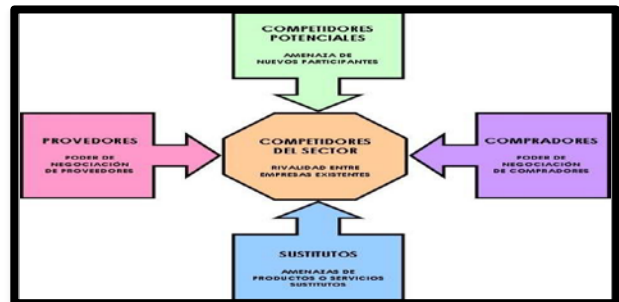 COMPETIDORES
POTENCIALES
AMENAZA DE
NUEVOS PARTICIPANTES
PROVEDORES
PODER DE
NEGOCIACIÓN
DE PROVEEDORES
COMPETIDORES
DEL SECTOR
RIVALIDAD ENTRE
EMPRESAS EXISTENTES
COMPRADORES
PODER DE
NEGOCIACIÓN
DE COMPRADORES
SUSTITUTOS
AMENAZAS DE
PRODUCTOS O SERVICIOS
SUSTITUTOS